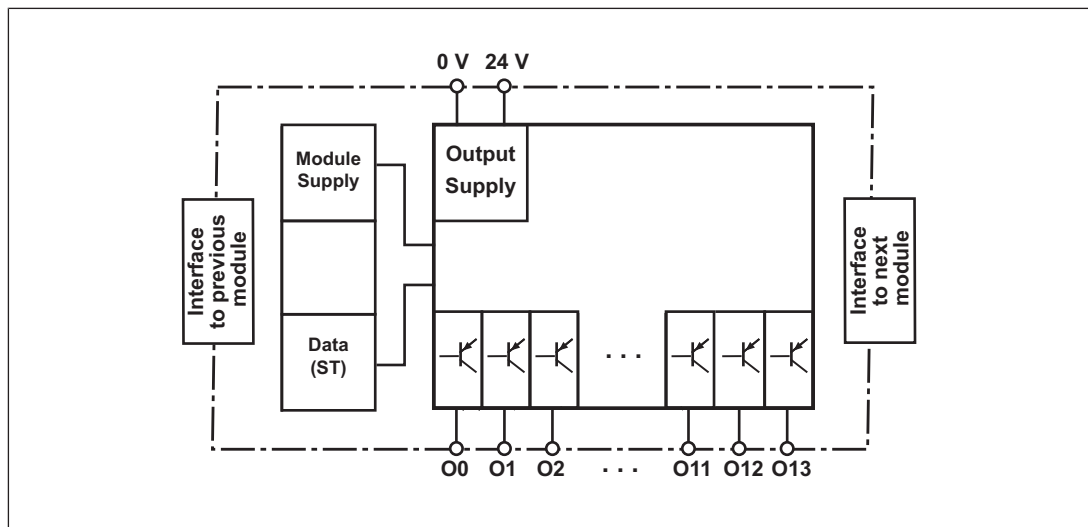 0 V 24 V
Module
Supply
Output
Supply
Interface
to previous
module
Interface
to next
module
Data
(ST)
. . .
O0 O1 O2 . . . O11 O12 O13